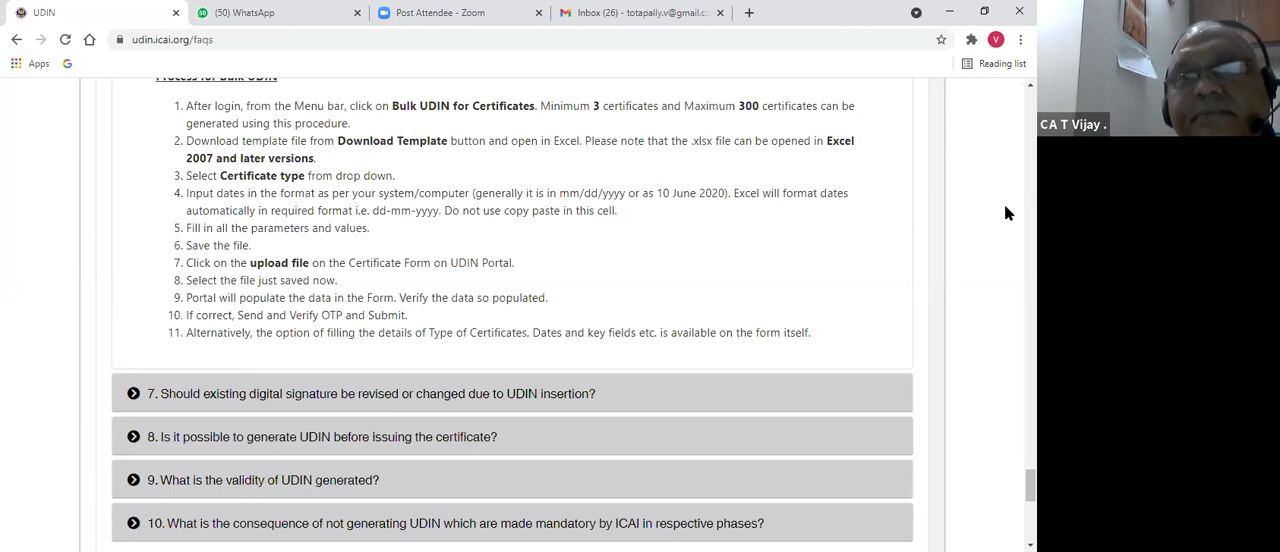 UDIN
(50) WhatsApp
Post Attendee - Zoom
Inbox (26) - totapally.v@gmail.co
udin.icai.org/faqs
V
Apps
Reading list
Process for Bulk UDIN
1. After login, from the Menu bar, click on Bulk UDIN for Certificates. Minimum 3 certificates and Maximum 300 certificates can be
generated using this procedure.
2. Download template file from Download Template button and open in Excel. Please note that the .xlsx file can be opened in Excel
2007 and later versions.
3. Select Certificate type from drop down.
4. Input dates in the format as per your system/computer (generally it is in mm/dd/yyyy or as 10 June 2020). Excel will format dates
automatically in required format i.e. dd-mm-yyyy. Do not use copy paste in this cell.
5. Fill in all the parameters and values.
6. Save the file.
7. Click on the upload file on the Certificate Form on UDIN Portal.
8. Select the file just saved now.
9. Portal will populate the data in the Form. Verify the data so populated.
10. If correct, Send and Verify OTP and Submit.
11. Alternatively, the option of filling the details of Type of Certificates, Dates and key fields etc. is available on the form itself.
7. Should existing digital signature be revised or changed due to UDIN insertion?
8. Is it possible to generate UDIN before issuing the certificate?
9. What is the validity of UDIN generated?
10. What is the consequence of not generating UDIN which are made mandatory by ICAI in respective phases?
CA T Vijay .